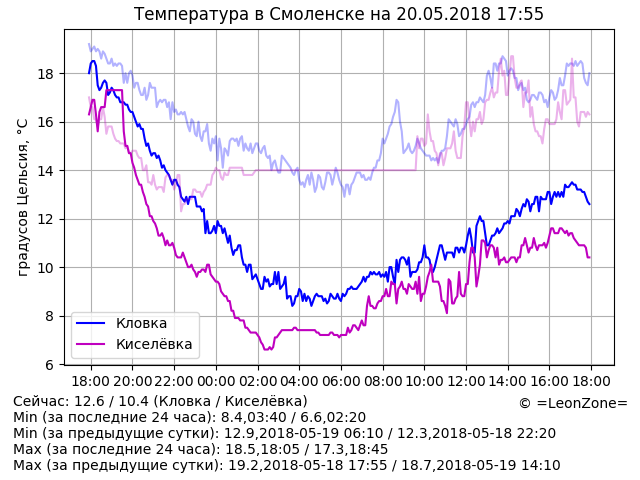 Температура в Смоленске на 20.05.2018 17:55
градусов Цельсия, °C
18
16
14
12
10
8
6
Кловка
Киселёвка
18:00 20:00 22:00 00:00 02:00 04:00 06:00 08:00 10:00 12:00 14:00 16:00 18:00
Сейчас: 12.6 / 10.4 (Кловка / Киселёвка)
© =LeonZone=
Min (за последние 24 часа): 8.4,03:40 / 6.6,02:20
Min (за предыдущие сутки): 12.9,2018-05-19 06:10 / 12.3,2018-05-18 22:20
Max (за последние 24 часа): 18.5,18:05 / 17.3,18:45
Max (за предыдущие сутки): 19.2,2018-05-18 17:55 / 18.7,2018-05-19 14:10